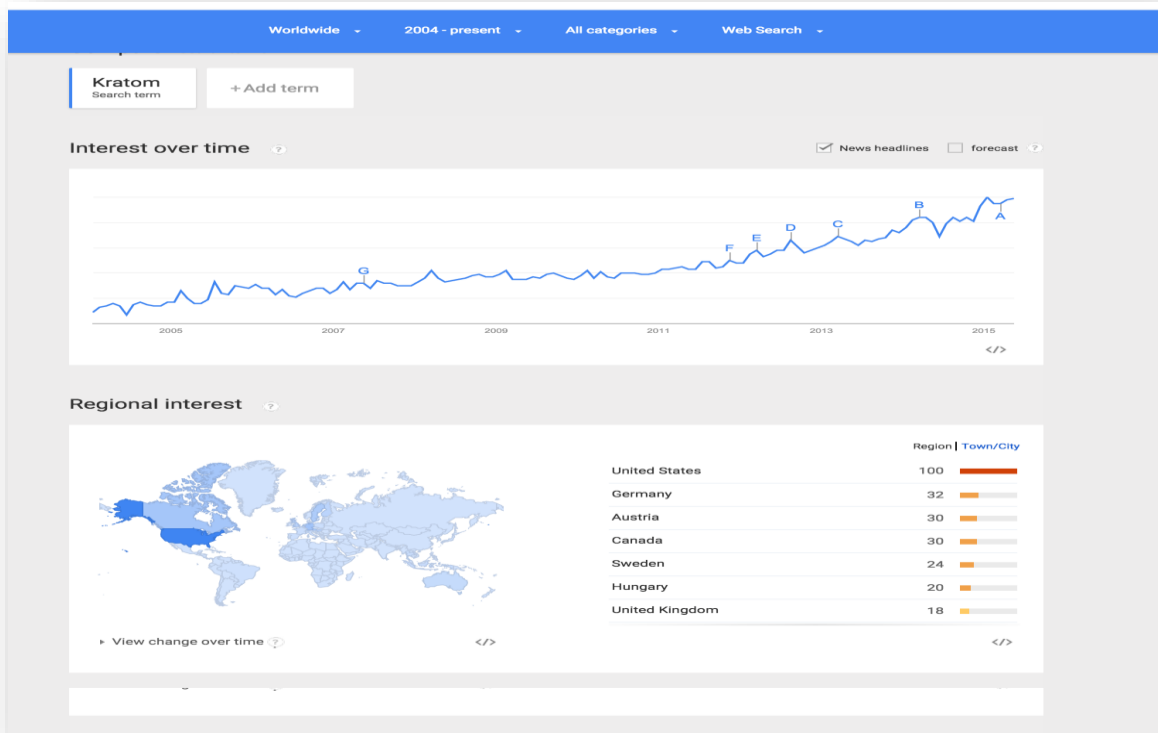 Worldwide 2004 - present All categories Web Search
Kratom
Search term
+Add term
Interest over time ?
News headlines forecast ?
A
B
C
D
E
F
G
2005 2007 2009 2011 2013 2015
</>
Regional interest ?
Region Town/City
United States 100
Germany 32
Austria 30
Canada 30
Sweden 24
Hungary 20
United Kingdom 18
View change over time ?
</>
</>